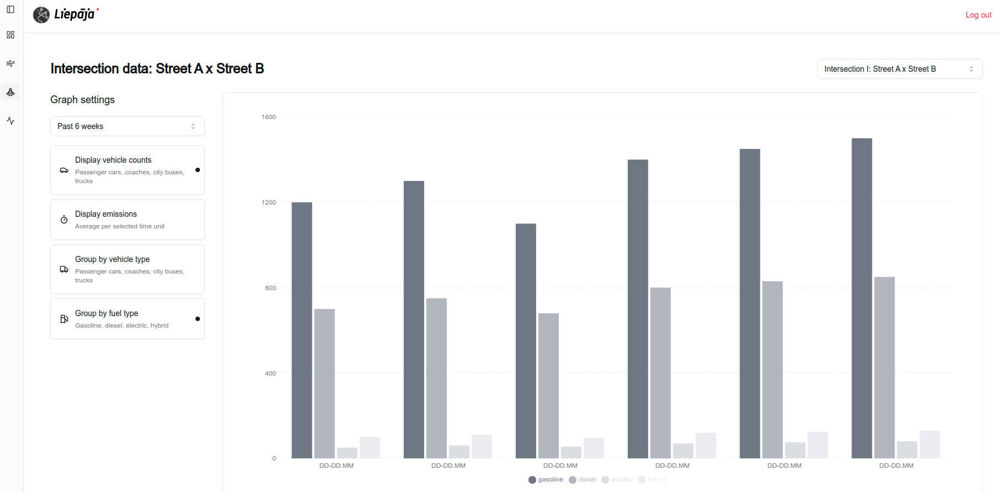 Liepāja
Log out
Intersection data: Street A x Street B
Intersection I: Street A x Street B
Graph settings
Past 6 weeks
Display vehicle counts
Passenger cars, coaches, city buses,
trucks
Display emissions
Average per selected time unit
Group by vehicle type
Passenger cars, coaches, city buses,
trucks
Group by fuel type
Gasoline, diesel, electric, hybrid
1600
1200
800
400
0
DD-DD.MM DD-DD.MM DD-DD.MM DD-DD.MM DD-DD.MM DD-DD.MM
gasoline diesel electric hybrid